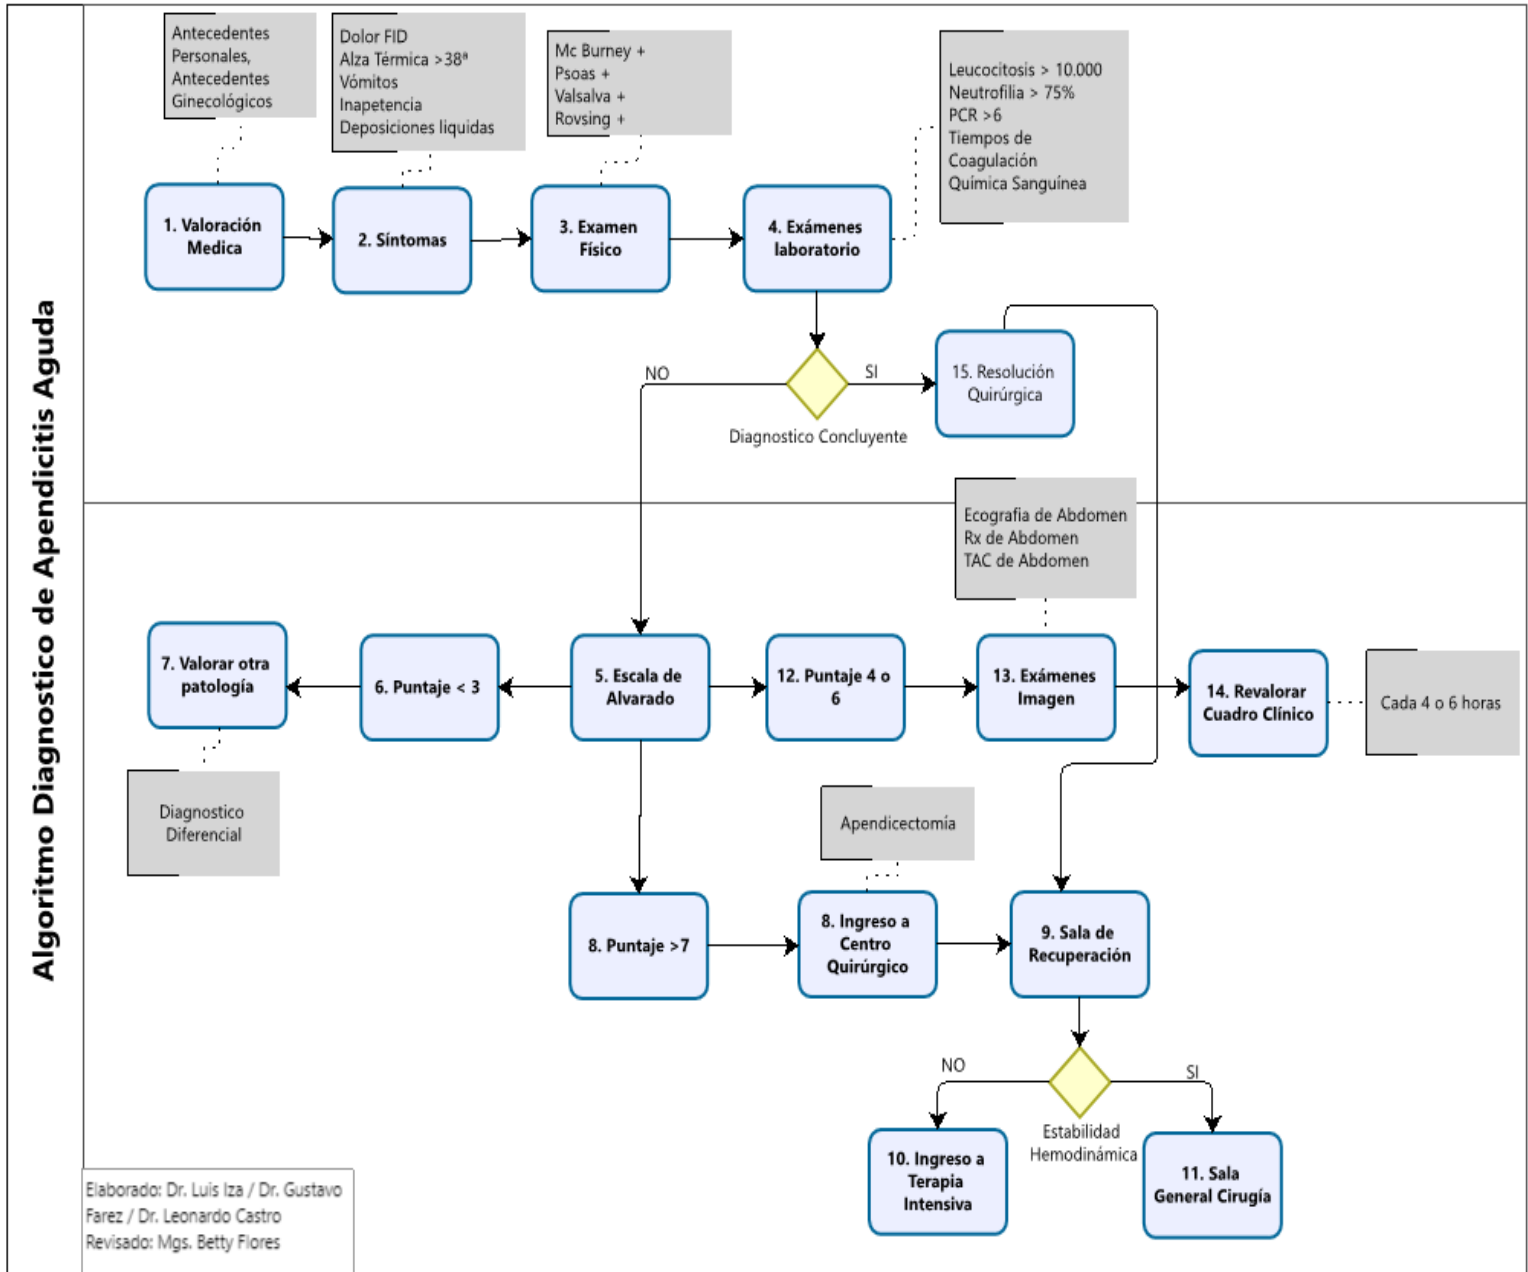 Algoritmo Diagnostico de Apendicitis Aguda
Antecedentes
Personales,
Antecedentes
Ginecológicos
Dolor FID
Alza Térmica >38ª
Vómitos
Inapetencia
Deposiciones liquidas
Mc Burney +
Psoas +
Valsalva +
Rovsing +
Leucocitosis > 10.000
Neutrofilia > 75%
PCR >6
Tiempos de
Coagulación
Química Sanguínea
1. Valoración
Medica
2. Síntomas
3. Examen
Físico
4. Exámenes
laboratorio
NO
SI
Diagnostico Concluyente
15. Resolución
Quirúrgica
Ecografia de Abdomen
Rx de Abdomen
TAC de Abdomen
7. Valorar otra
patología
6. Puntaje < 3
5. Escala de
Alvarado
12. Puntaje 4 o
6
13. Exámenes
Imagen
14. Revalorar
Cuadro Clínico
Cada 4 o 6 horas
Diagnostico
Diferencial
Apendicectomía
8. Puntaje >7
8. Ingreso a
Centro
Quirúrgico
9. Sala de
Recuperación
NO
SI
Estabilidad
Hemodinámica
10. Ingreso a
Terapia
Intensiva
11. Sala
General Cirugía
Elaborado: Dr. Luis Iza / Dr. Gustavo
Farez / Dr. Leonardo Castro
Revisado: Mgs. Betty Flores